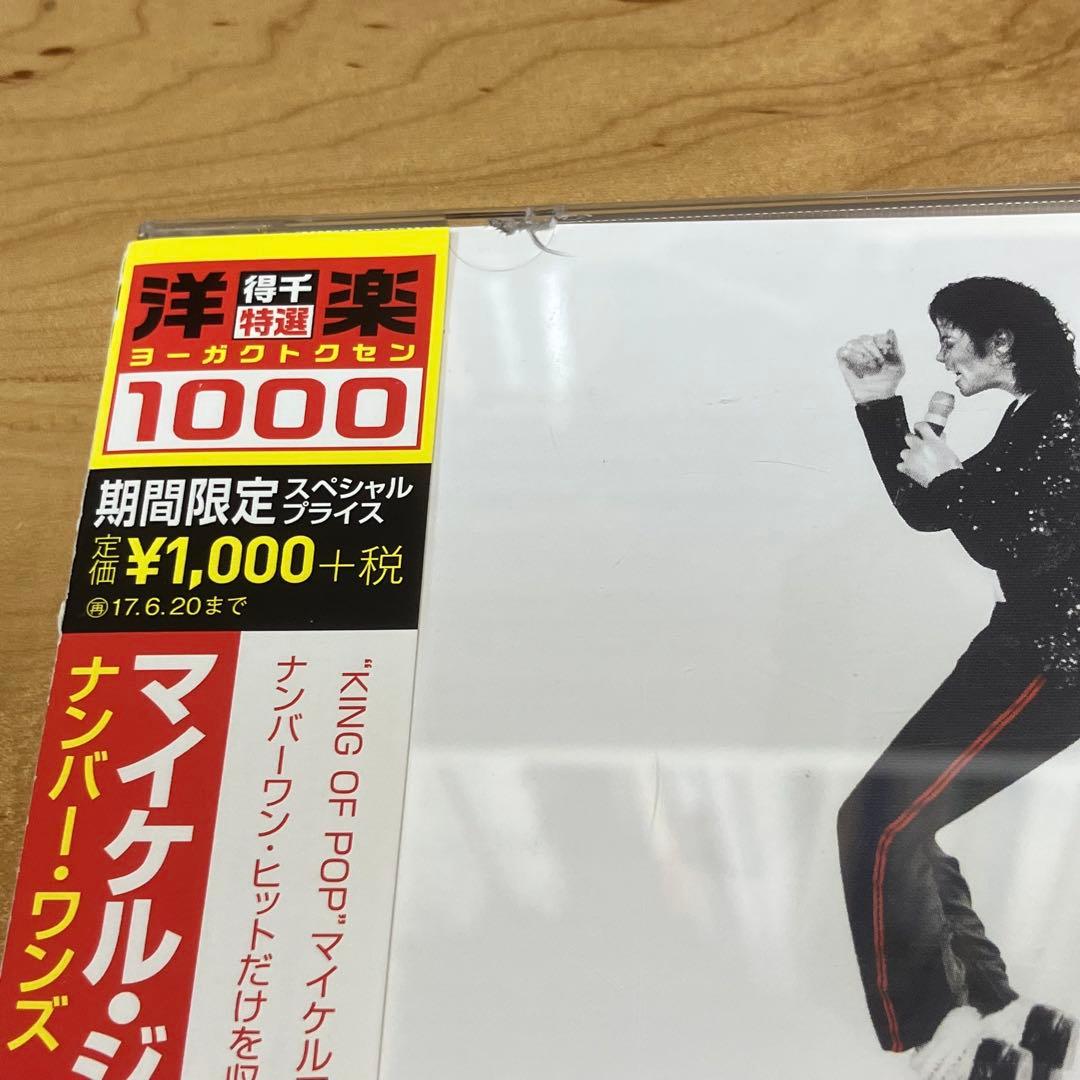 洋楽
得千
特選
ヨーガクトクセン
1000
期間限定 スペシャル
プライス
定価 ¥1,000+税
㊢17.6.20まで
マイケル・ジ
ナンバー・ワンズ
"KING OF POP"マイケル
ナンバーワン・ヒットだけを収